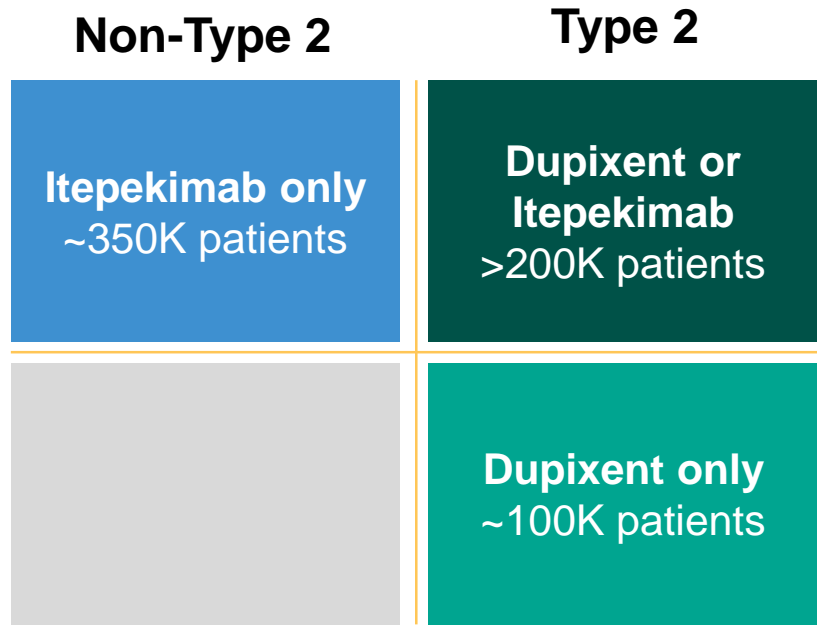 Non-Type 2
Type 2
Itepekimab only
~350K patients
Dupixent or
Itepekimab
>200K patients
Dupixent only
~100K patients